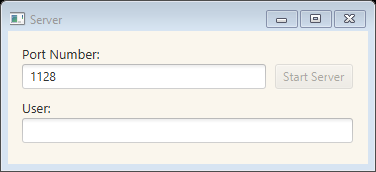 Server
Port Number:
1128
Start Server
User: